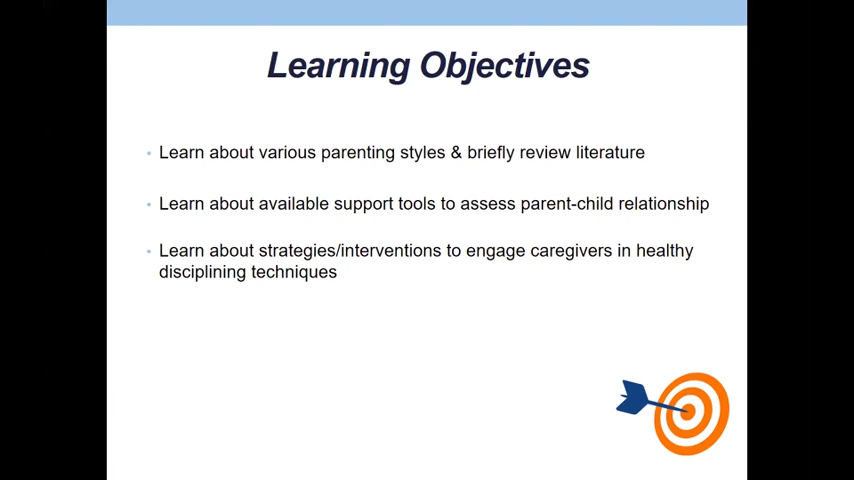 Learning Objectives
• Learn about various parenting styles & briefly review literature
• Learn about available support tools to assess parent-child relationship
• Learn about strategies/interventions to engage caregivers in healthy
disciplining techniques